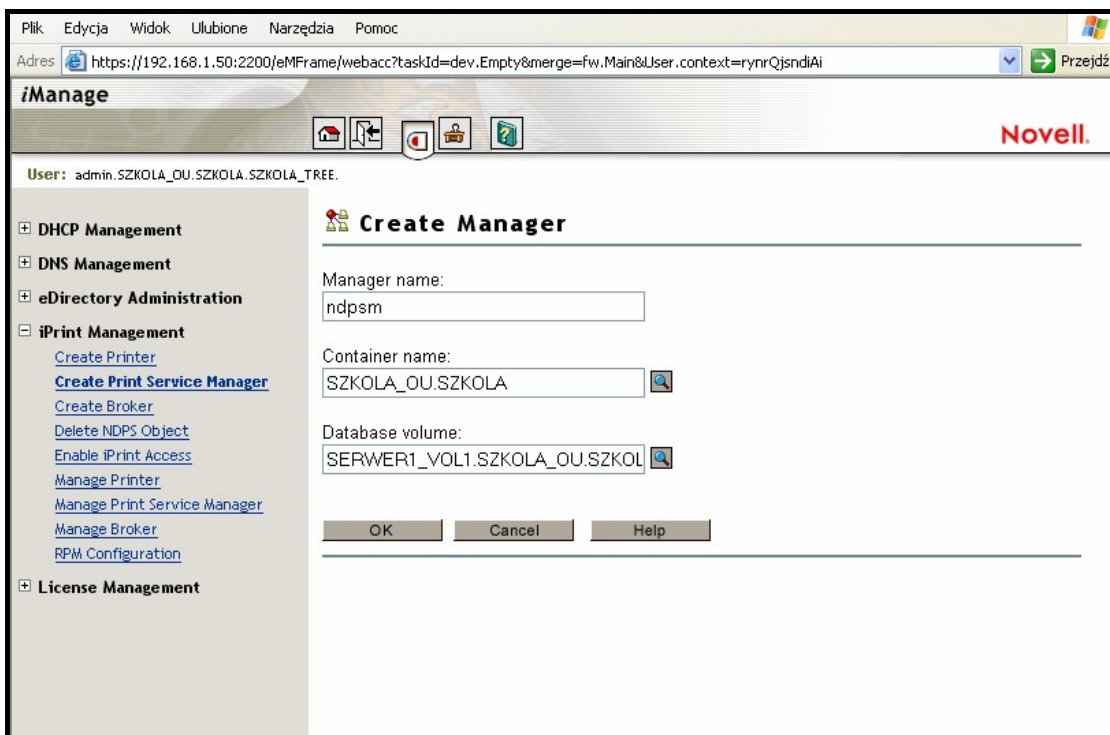 Plik Edycja Widok Ulubione Narzędzia Pomoc
Adres https://192.168.1.50:2200/eMFrame/webacc?taskId=dev.Empty&merge=fw.Main&User.context=rynrQjsndiAi Przejdź
iManage
Novell.
User: admin.SZKOLA_OU.SZKOLA.SZKOLA_TREE.
DHCP Management
DNS Management
eDirectory Administration
iPrint Management
Create Printer
Create Print Service Manager
Create Broker
Delete NDPS Object
Enable iPrint Access
Manage Printer
Manage Print Service Manager
Manage Broker
RPM Configuration
License Management
Create Manager
Manager name:
ndpsm
Container name:
SZKOLA_OU.SZKOLA
Database volume:
SERWER1_VOL1.SZKOLA_OU.SZKOL
OK Cancel Help